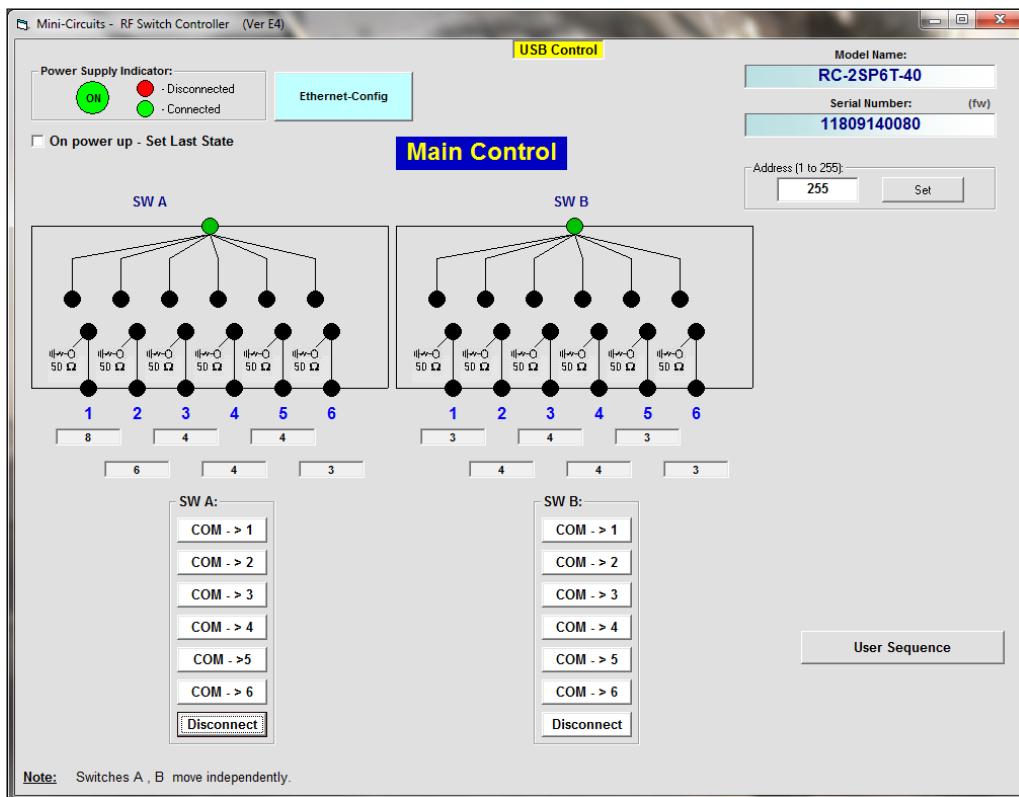 Mini-Circuits - RF Switch Controller (Ver E4)
USB Control
Power Supply Indicator:
ON
- Disconnected
- Connected
Ethernet-Config
Model Name:
RC-2SP6T-40
Serial Number: (fw)
11809140080
On power up - Set Last State
Main Control
Address (1 to 255):
255 Set
SW A SW B
50 Ω 50 Ω 50 Ω 50 Ω 50 Ω 50 Ω 50 Ω 50 Ω 50 Ω 50 Ω 50 Ω 50 Ω
1 2 3 4 5 6 1 2 3 4 5 6
8 4 4 3 4 3
6 4 3 4 4 3
SW A:
COM - > 1
COM - > 2
COM - > 3
COM - > 4
COM - >5
COM - > 6
Disconnect
SW B:
COM - > 1
COM - > 2
COM - > 3
COM - > 4
COM - > 5
COM - > 6
Disconnect
User Sequence
Note: Switches A , B move independently.